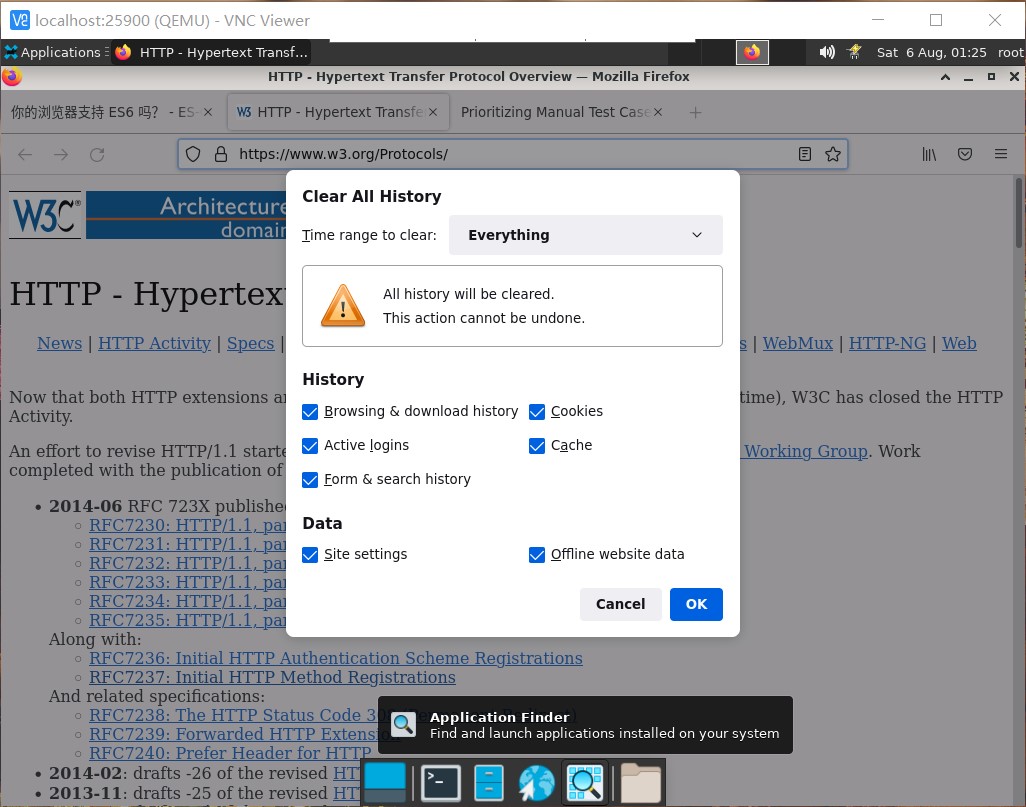 localhost:25900 (QEMU) - VNC Viewer
Applications
HTTP - Hypertext Transf...
Sat 6 Aug, 01:25 root
HTTP - Hypertext Transfer Protocol Overview — Mozilla Firefox
你的浏览器支持 ES6 吗? - ES-
W3C HTTP - Hypertext Transfe
Prioritizing Manual Test Case
https://www.w3.org/Protocols/
W3C® Architecture
domain
HTTP - Hypertex
News | HTTP Activity | Specs |
s | WebMux | HTTP-NG | Web
Now that both HTTP extensions a
time), W3C has closed the HTTP
Activity.
An effort to revise HTTP/1.1 starte
Working Group. Work
completed with the publication of
2014-06 RFC 723X publishe
RFC7230: HTTP/1.1, par
RFC7231: HTTP/1.1, par
RFC7232: HTTP/1.1, par
RFC7233: HTTP/1.1, par
RFC7234: HTTP/1.1, par
RFC7235: HTTP/1.1, par
Along with:
RFC7236: Initial HTTP Authentication Scheme Registrations
RFC7237: Initial HTTP Method Registrations
And related specifications:
RFC7238: The HTTP Status Code 30
RFC7239: Forwarded HTTP Extension
RFC7240: Prefer Header for HTTP
2014-02: drafts -26 of the revised HT
2013-11: drafts -25 of the revised HT
Clear All History
Time range to clear: Everything
All history will be cleared.
This action cannot be undone.
History
Browsing & download history Cookies
Active logins Cache
Form & search history
Data
Site settings Offline website data
Cancel OK
Application Finder
Find and launch applications installed on your system